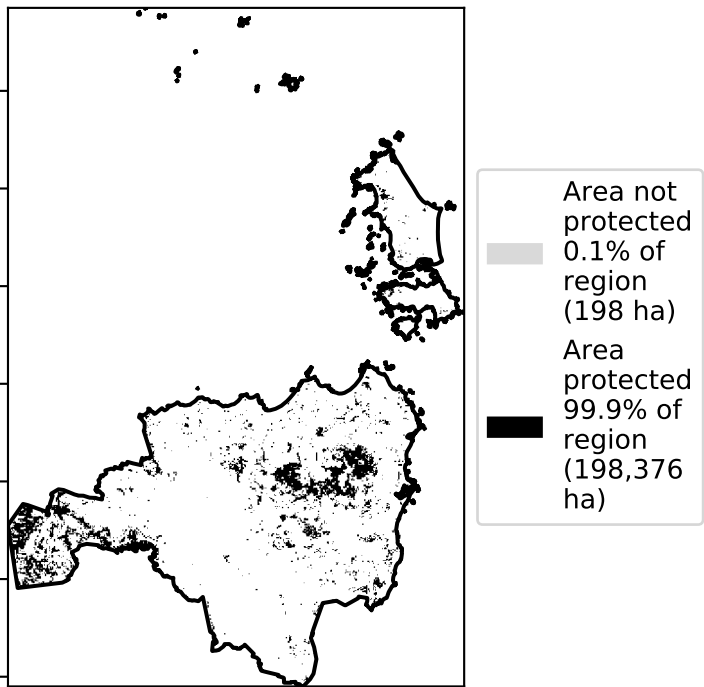 Area not
protected
0.1% of
region
(198 ha)
Area
protected
99.9% of
region
(198,376
ha)